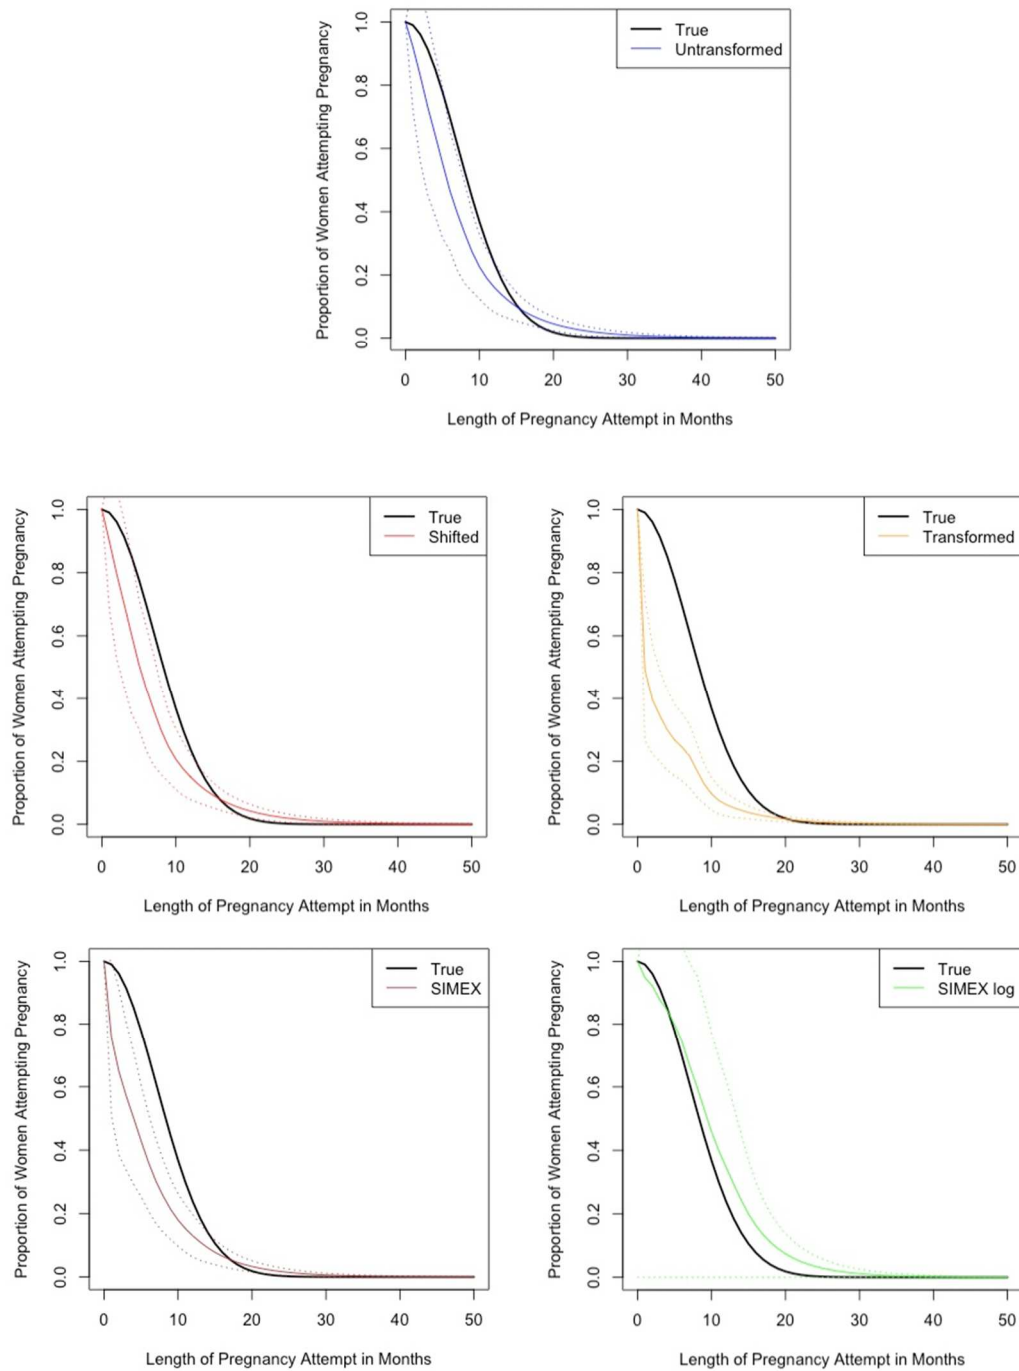 Proportion of Women Attempting Pregnancy
1.0
0.8
0.6
0.4
0.2
0.0
True
Untransformed
0 10 20 30 40 50
Length of Pregnancy Attempt in Months
Proportion of Women Attempting Pregnancy
1.0
0.8
0.6
0.4
0.2
0.0
True
Shifted
0 10 20 30 40 50
Length of Pregnancy Attempt in Months
Proportion of Women Attempting Pregnancy
1.0
0.8
0.6
0.4
0.2
0.0
True
Transformed
0 10 20 30 40 50
Length of Pregnancy Attempt in Months
Proportion of Women Attempting Pregnancy
1.0
0.8
0.6
0.4
0.2
0.0
True
SIMEX
0 10 20 30 40 50
Length of Pregnancy Attempt in Months
Proportion of Women Attempting Pregnancy
1.0
0.8
0.6
0.4
0.2
0.0
True
SIMEX log
0 10 20 30 40 50
Length of Pregnancy Attempt in Months